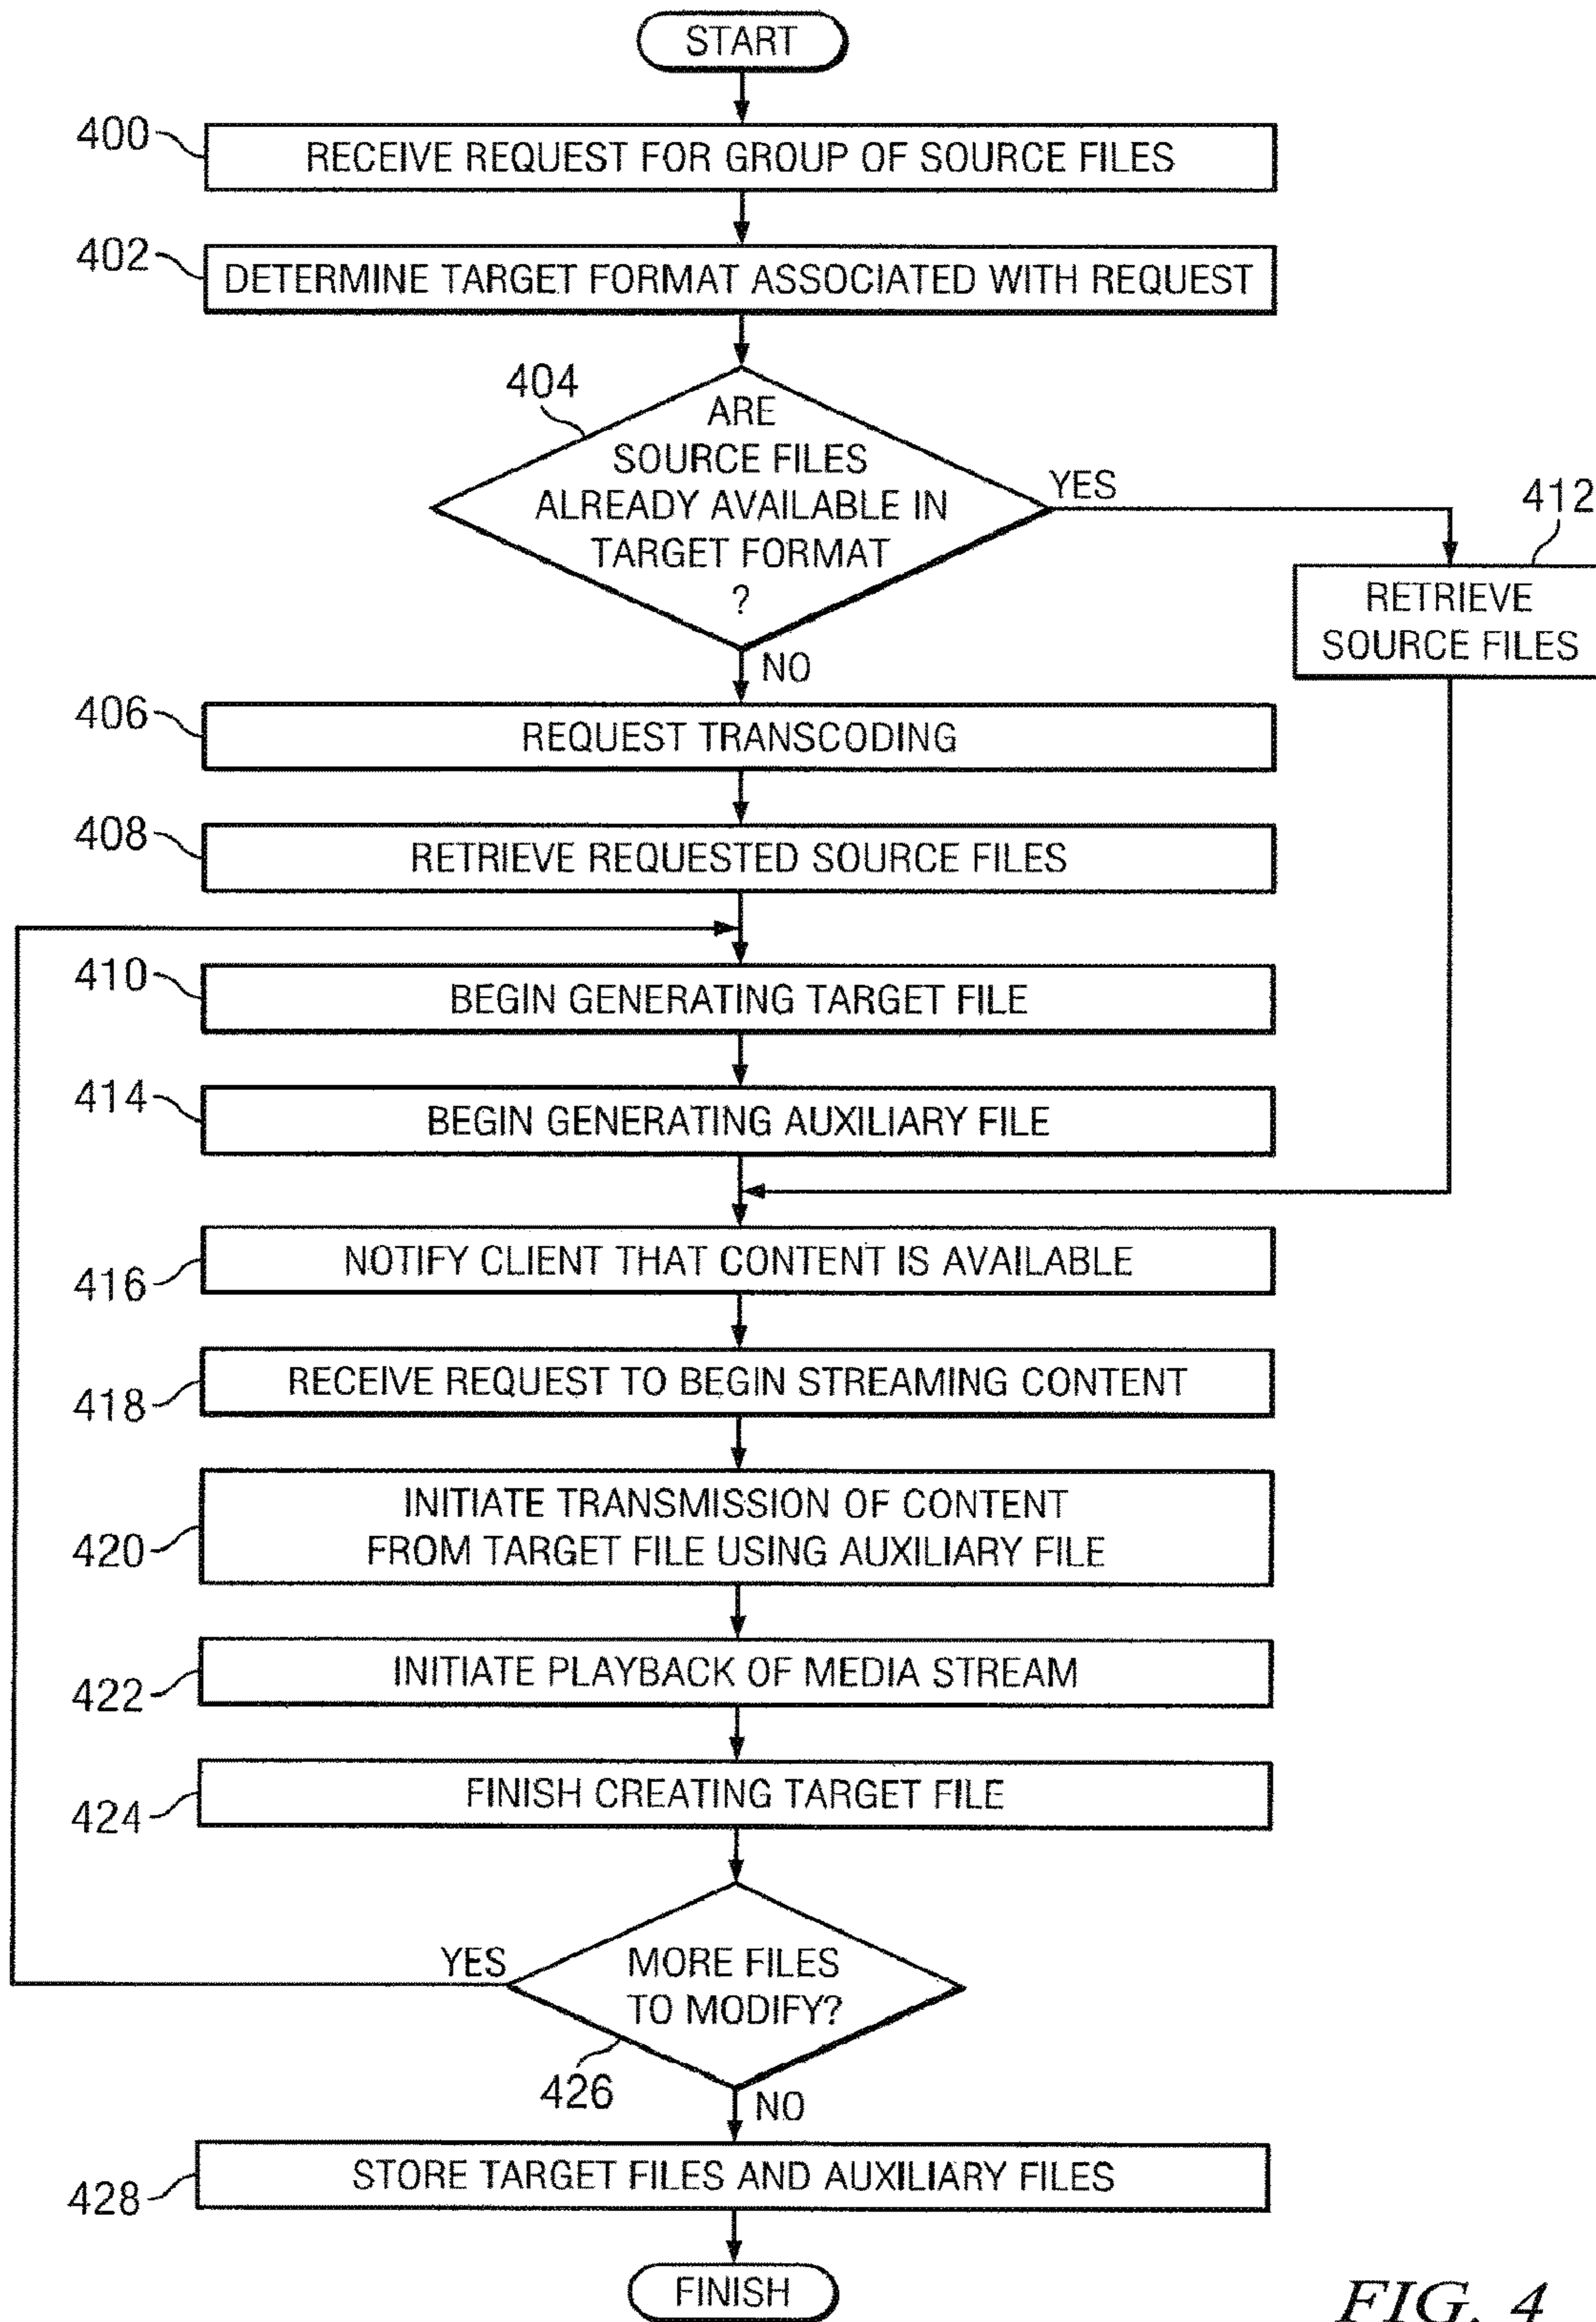 START
400
RECEIVE REQUEST FOR GROUP OF SOURCE FILES
402
DETERMINE TARGET FORMAT ASSOCIATED WITH REQUEST
404
ARE
SOURCE FILES
ALREADY AVAILABLE IN
TARGET FORMAT
?
YES
412
RETRIEVE
SOURCE FILES
NO
406
REQUEST TRANSCODING
408
RETRIEVE REQUESTED SOURCE FILES
410
BEGIN GENERATING TARGET FILE
414
BEGIN GENERATING AUXILIARY FILE
416
NOTIFY CLIENT THAT CONTENT IS AVAILABLE
418
RECEIVE REQUEST TO BEGIN STREAMING CONTENT
420
INITIATE TRANSMISSION OF CONTENT
FROM TARGET FILE USING AUXILIARY FILE
422
INITIATE PLAYBACK OF MEDIA STREAM
424
FINISH CREATING TARGET FILE
YES
MORE FILES
TO MODIFY?
426
NO
428
STORE TARGET FILES AND AUXILIARY FILES
FINISH
FIG. 4